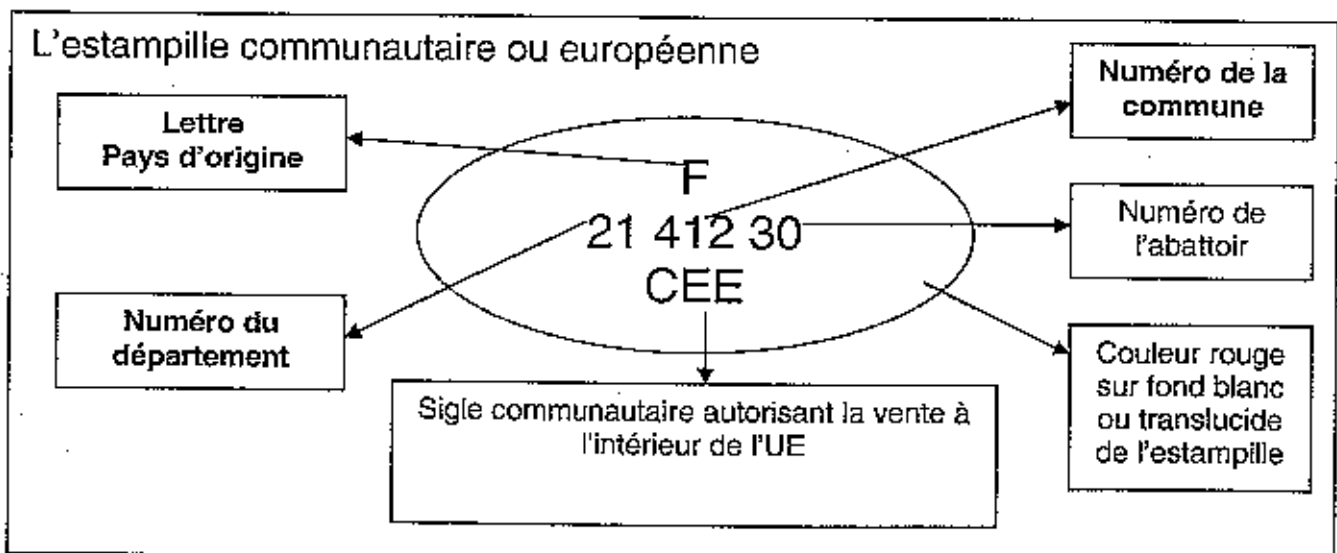 L'estampille communautaire ou européenne
Lettre
Pays d'origine
Numéro de la
commune
F
21 412 30
CEE
Numéro de
l'abattoir
Numéro du
département
Sigle communautaire autorisant la vente à
l'intérieur de l'UE
Couleur rouge
sur fond blanc
ou translucide
de l'estampille